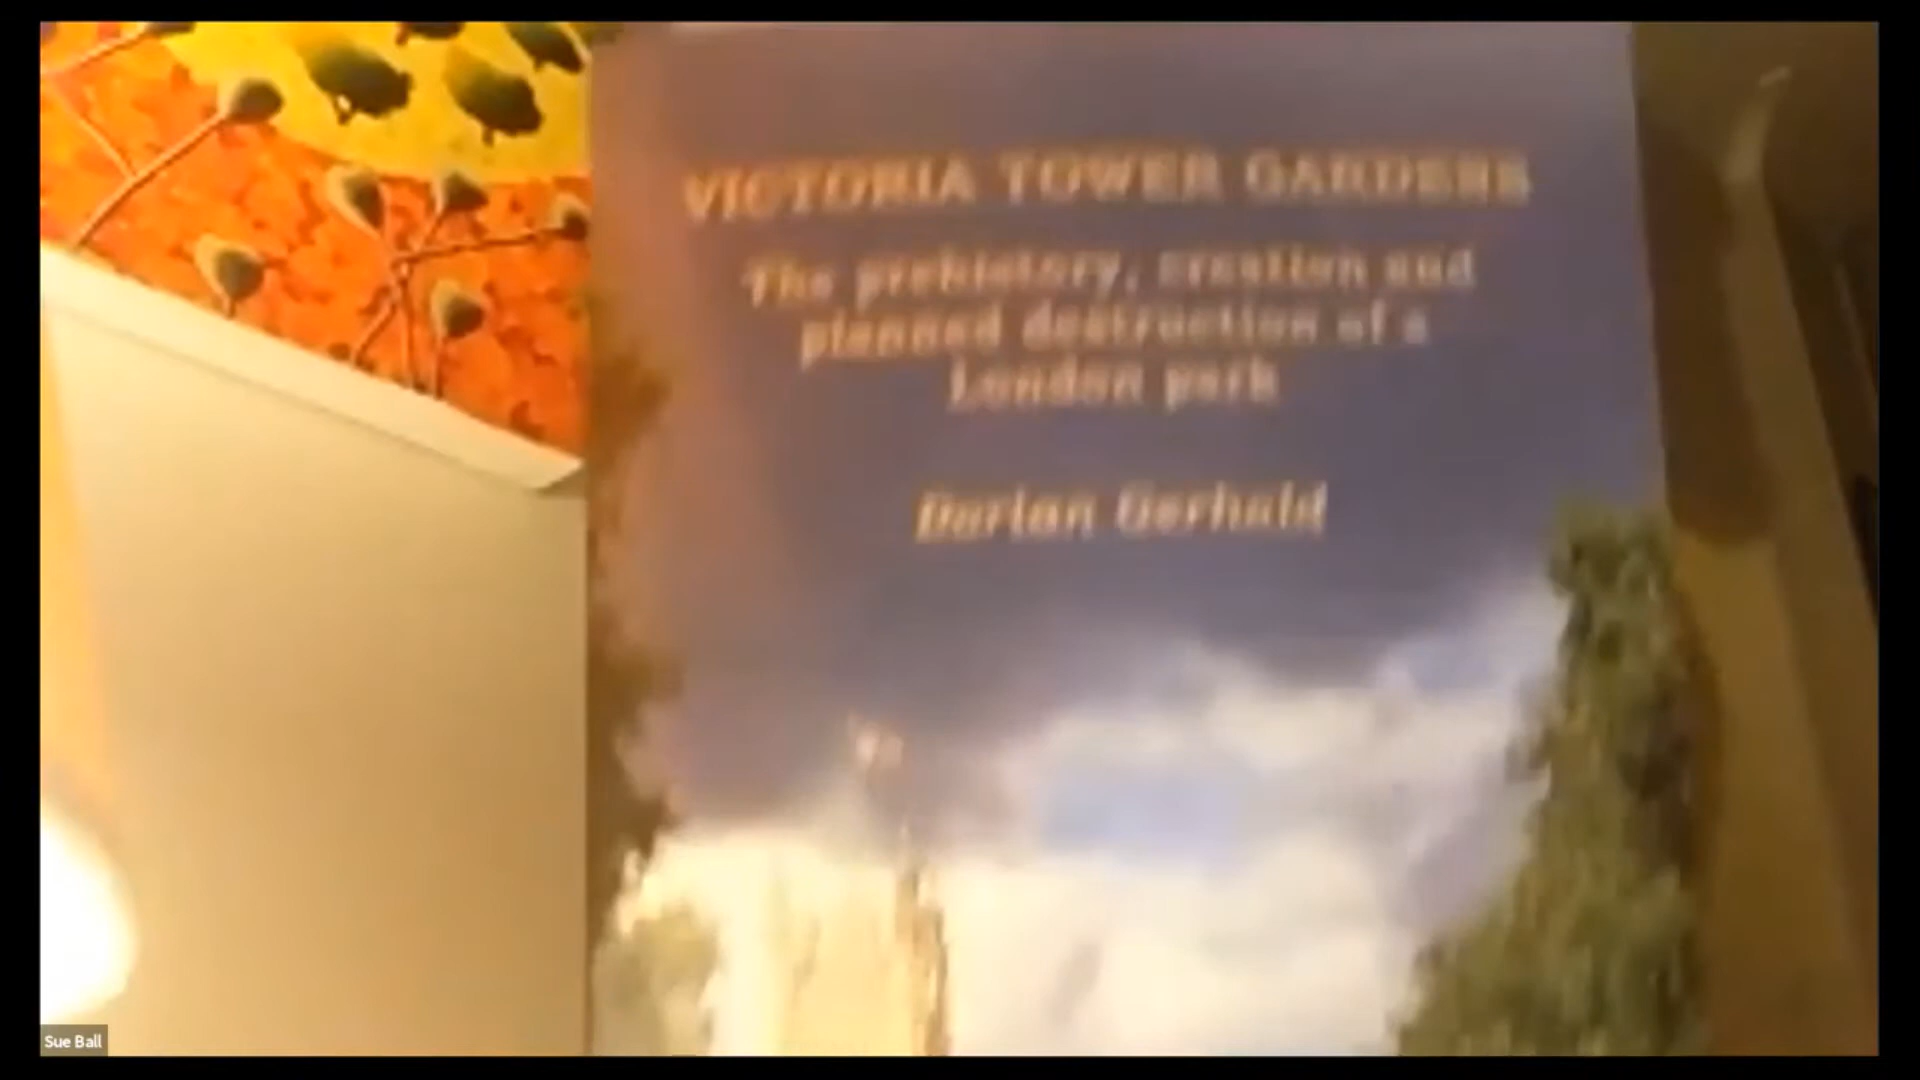 VICTORIA TOWER GARDENS
The prehistory, creation and
planned destruction of a
London park
Dorian Gerhold
Sue Ball